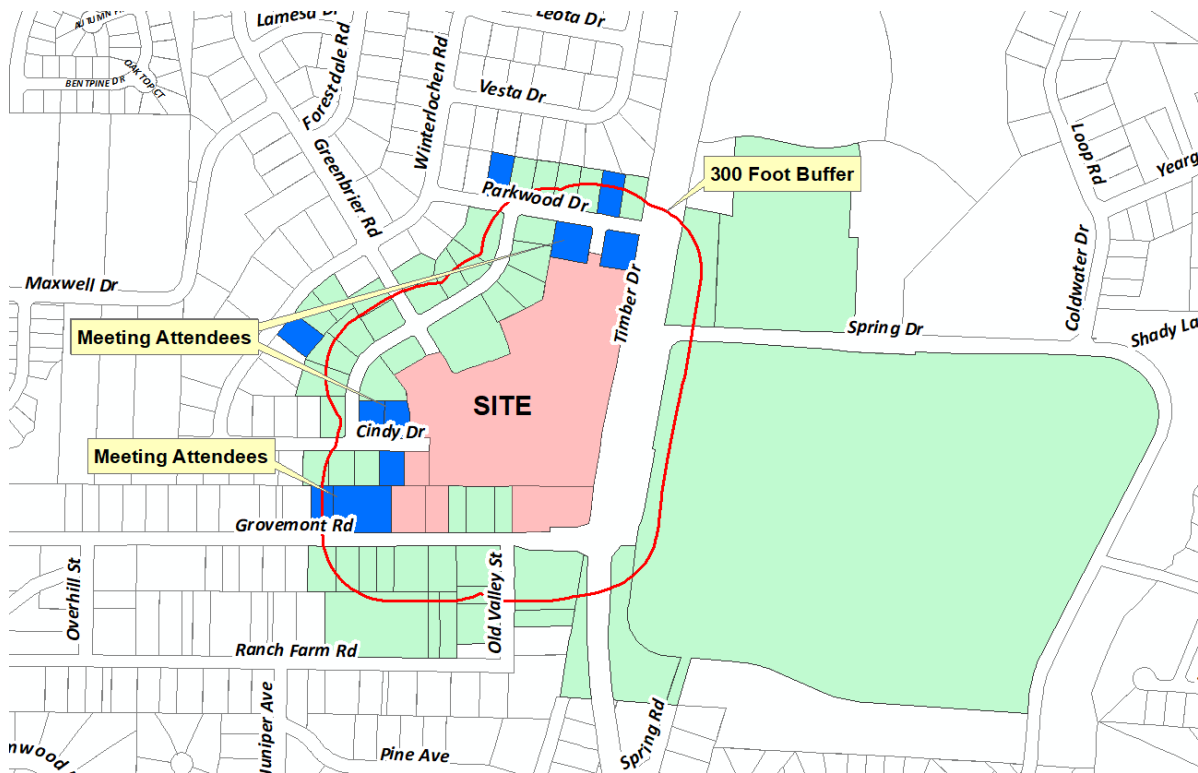 Lamesa Dr
Leota Dr
BENTPINE DR
OAK TOP CT
Forestdale Rd
Winterlochen Rd
Vesta Dr
Greenbrier Rd
Loop Rd
300 Foot Buffer
Parkwood Dr
Maxwell Dr
Timber Dr
Coldwater Dr
Spring Dr
Meeting Attendees
SITE
Cindy Dr
Meeting Attendees
Grovemont Rd
Overhill St
Old Valley St
Ranch Farm Rd
Juniper Ave
Spring Rd
Pine Ave